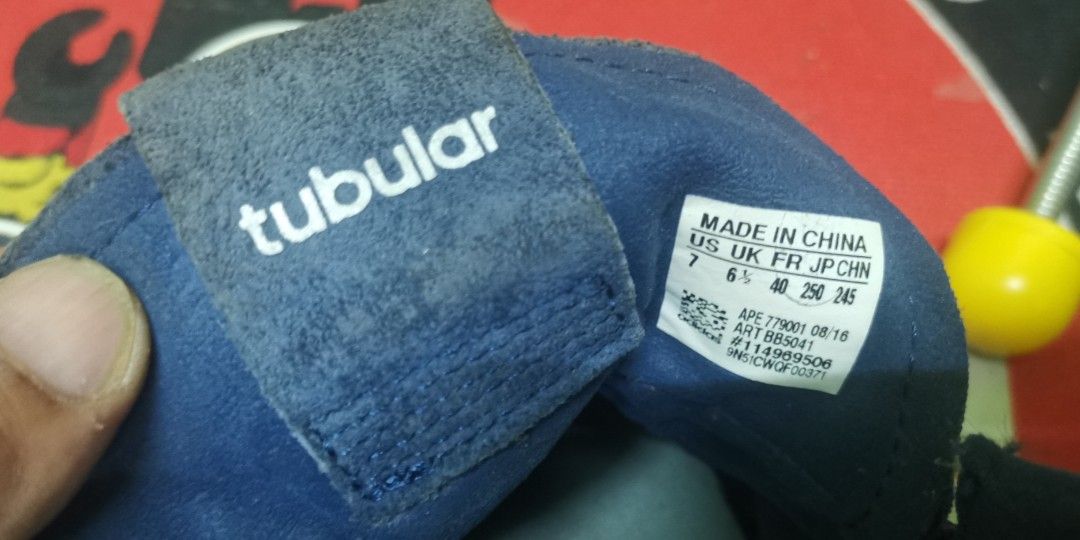 tubular
MADE IN CHINA
US UK FR JP CHN
7 6½ 40 250 245
APE 779001 08/16
ART BB5041
#114969506
9N51CWQF00371